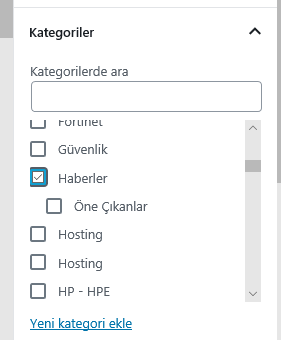 Kategoriler
Kategorilerde ara
Fortinet
Güvenlik
Haberler
Öne Çıkanlar
Hosting
Hosting
HP - HPE
Yeni kategori ekle